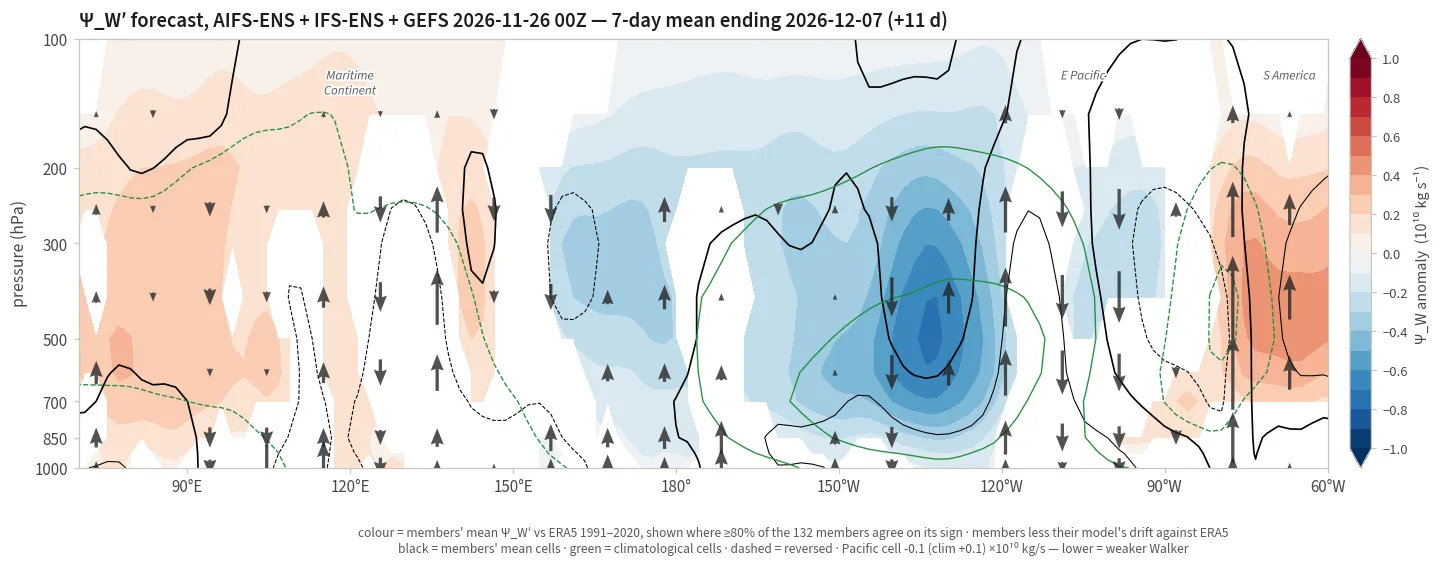 Ψ_W′ forecast, AIFS-ENS + IFS-ENS + GEFS 2026-11-26 00Z — 7-day mean ending 2026-12-07 (+11 d)
100
200
300
400
500
700
850
1000
pressure (hPa)
Maritime
Continent
E Pacific
S America
90°E
120°E
150°E
180°
150°W
120°W
90°W
60°W
1.0
0.8
0.6
0.4
0.2
0.0
−0.2
−0.4
−0.6
−0.8
−1.0
Ψ_W anomaly (10¹⁰ kg s⁻¹)
colour = members' mean Ψ_W′ vs ERA5 1991–2020, shown where ≥80% of the 132 members agree on its sign · members less their model's drift against ERA5
black = members' mean cells · green = climatological cells · dashed = reversed · Pacific cell -0.1 (clim +0.1) ×10¹⁰ kg/s — lower = weaker Walker